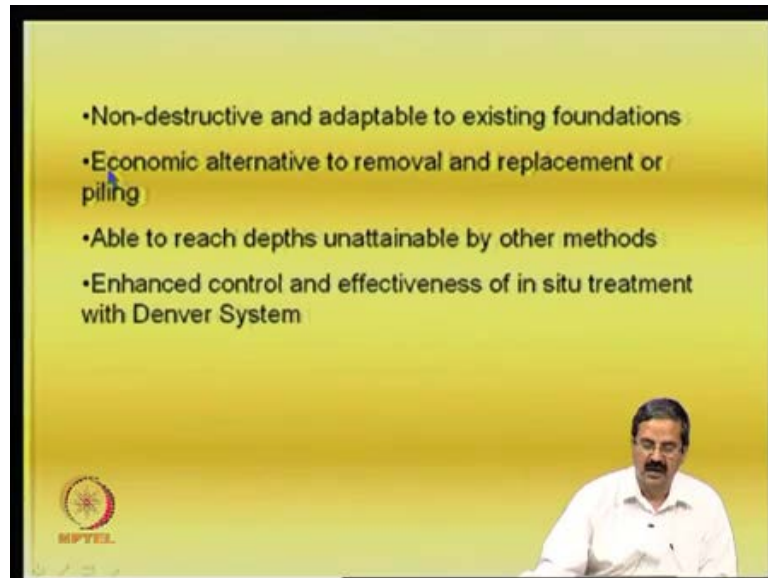 •Non-destructive and adaptable to existing foundations
•Economic alternative to removal and replacement or
piling
•Able to reach depths unattainable by other methods
•Enhanced control and effectiveness of in situ treatment
with Denver System
NPTEL